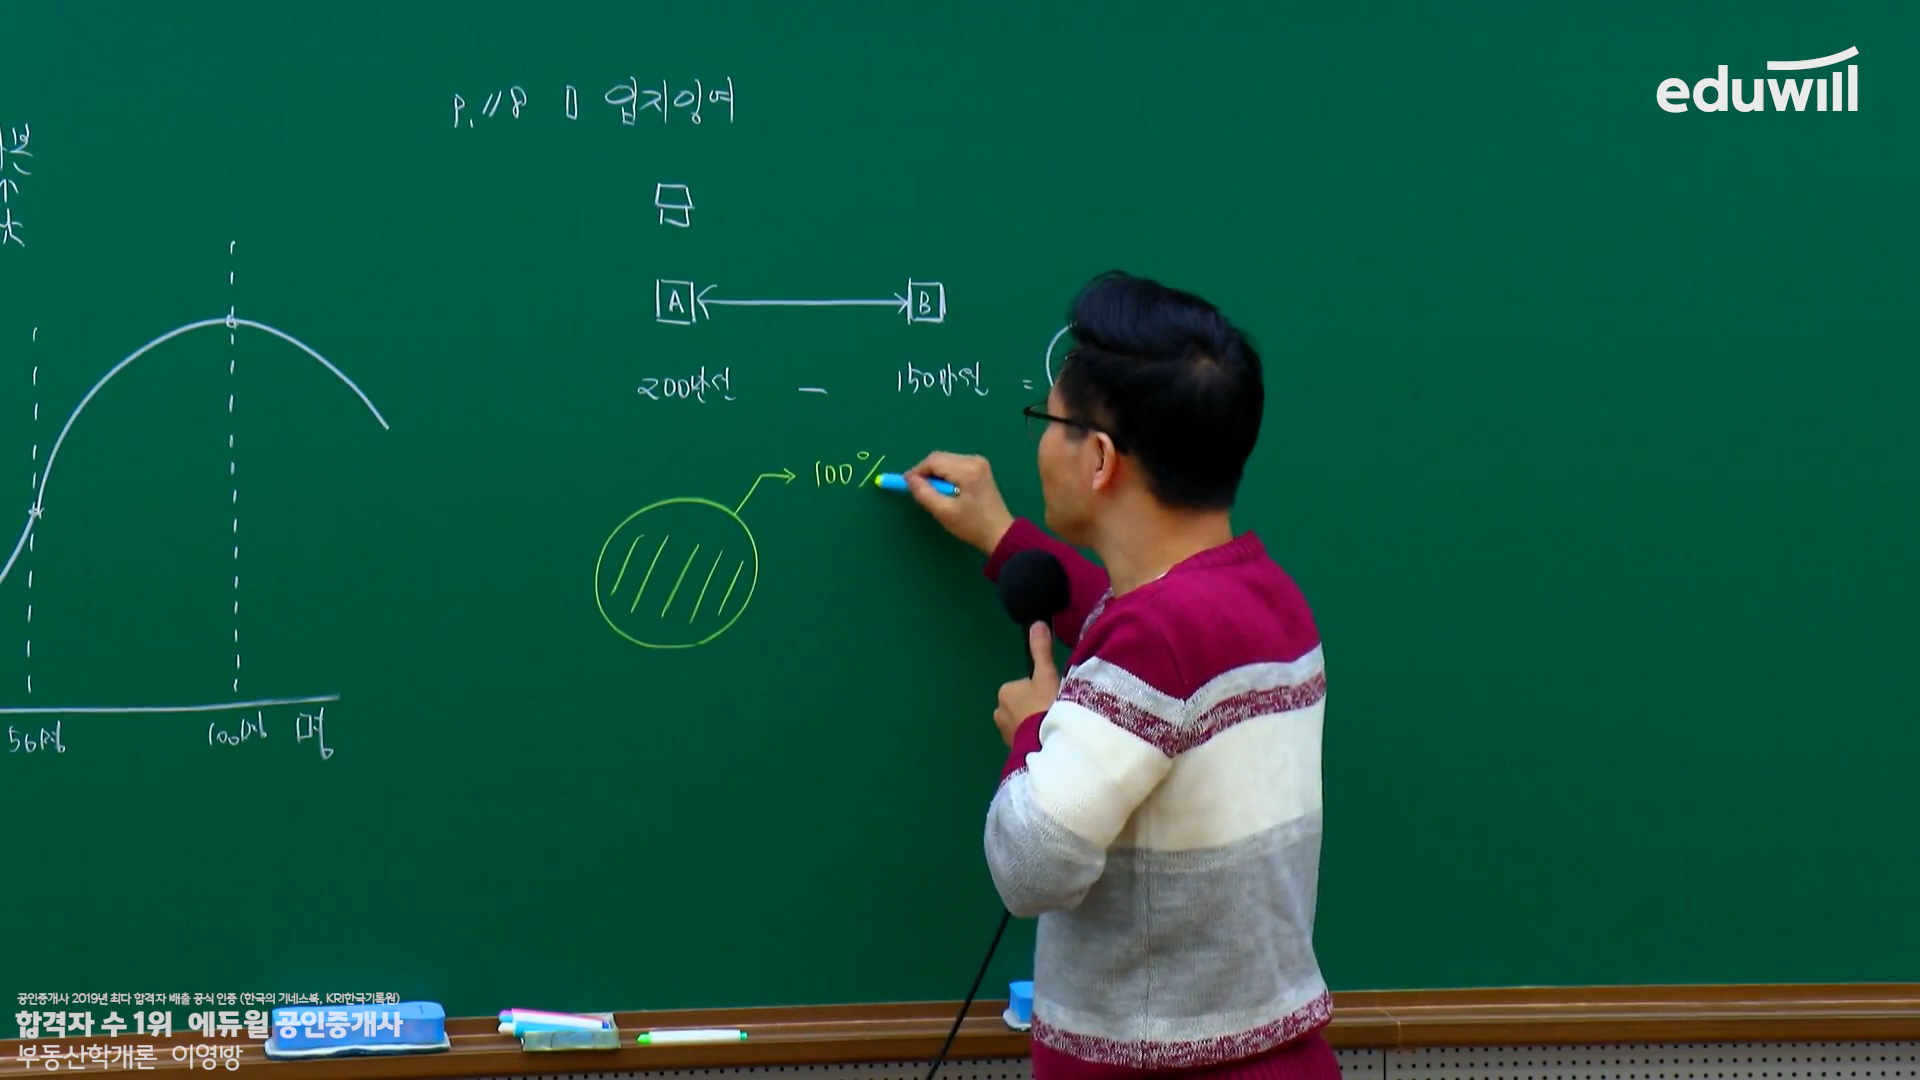 eduwill
P.118 입지잉여
A B
200만원 - 150만원 =
100%
56명 100명 명
공인중개사 2019년 최다 합격자 배출 공식 인증 (한국의 기네스북, KRI한국기록원)
합격자 수 1위 에듀윌 공인중개사
부동산학개론 이영방